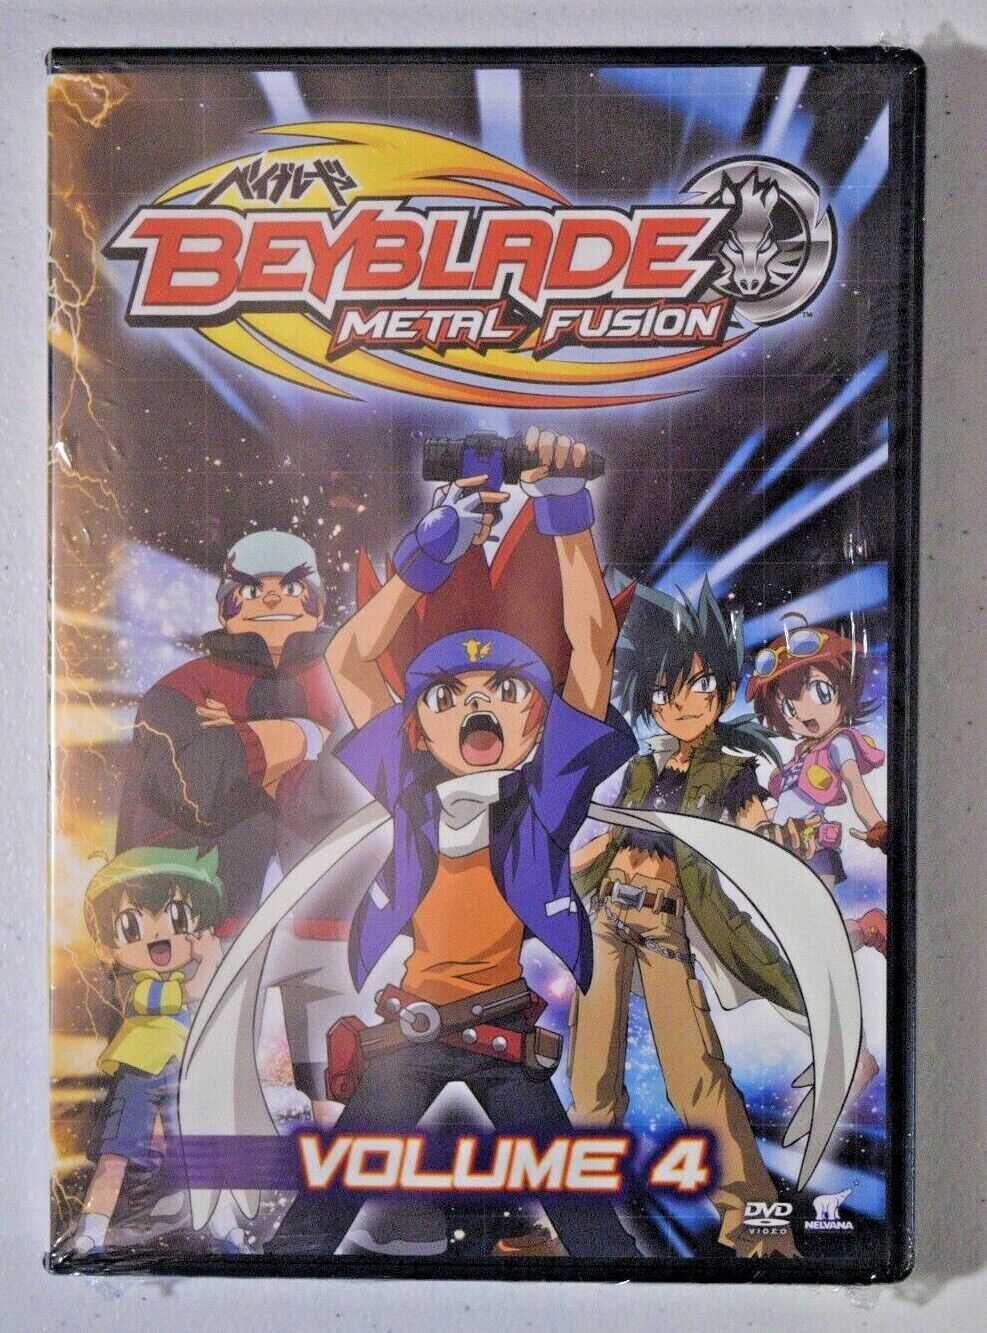 ベイブレード
BEYBLADE
METAL FUSION
TM
VOLUME 4
DVD
VIDEO
NELVANA